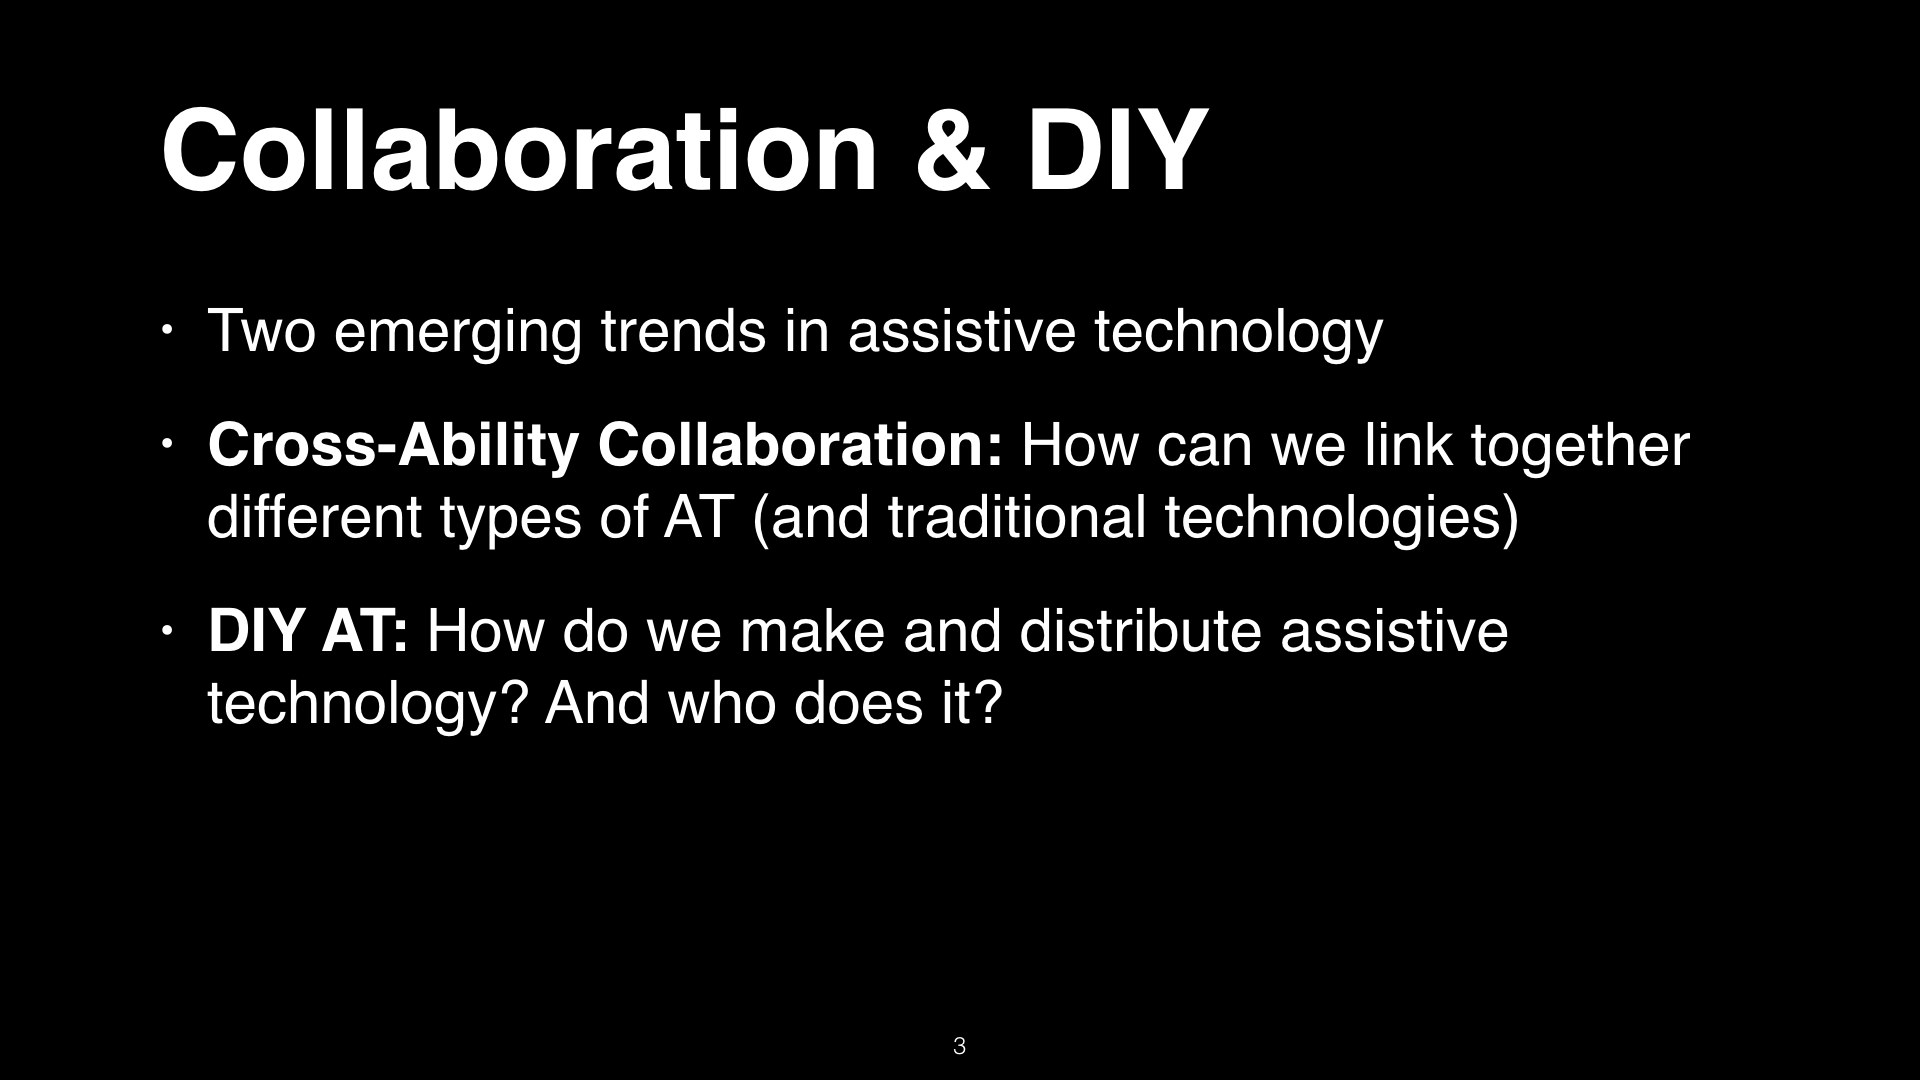 Collaboration & DIY
• Two emerging trends in assistive technology
• Cross-Ability Collaboration: How can we link together
different types of AT (and traditional technologies)
• DIY AT: How do we make and distribute assistive
technology? And who does it?
3